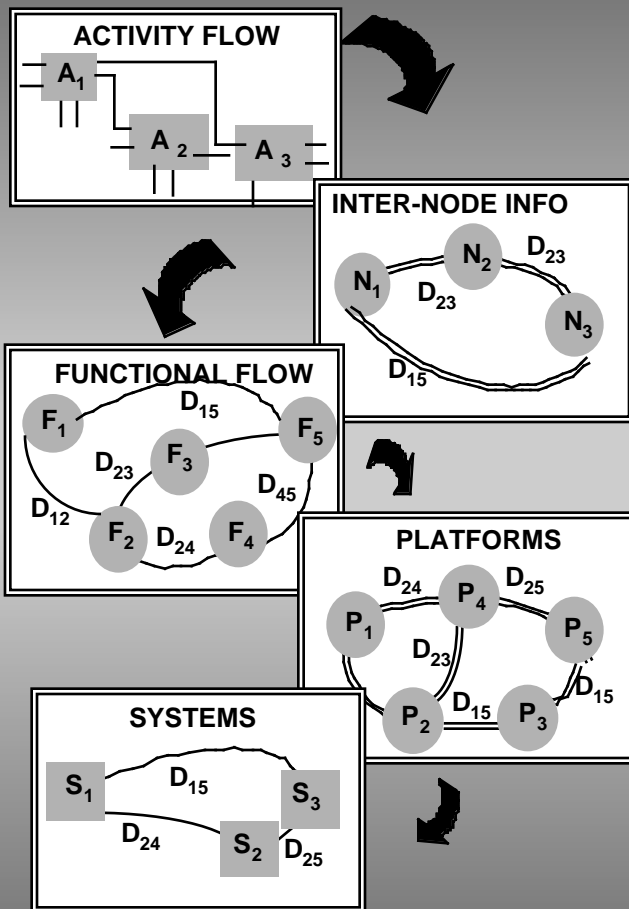 ACTIVITY FLOW
A1
A2
A3
INTER-NODE INFO
N1
N2
N3
D23
D23
D15
FUNCTIONAL FLOW
D15
F1
F5
F3
D23
D45
D12
F2
D24
F4
PLATFORMS
D24
D25
P4
P1
P5
D23
D15
D15
P2
P3
SYSTEMS
S1
D15
S3
D24
S2
D25